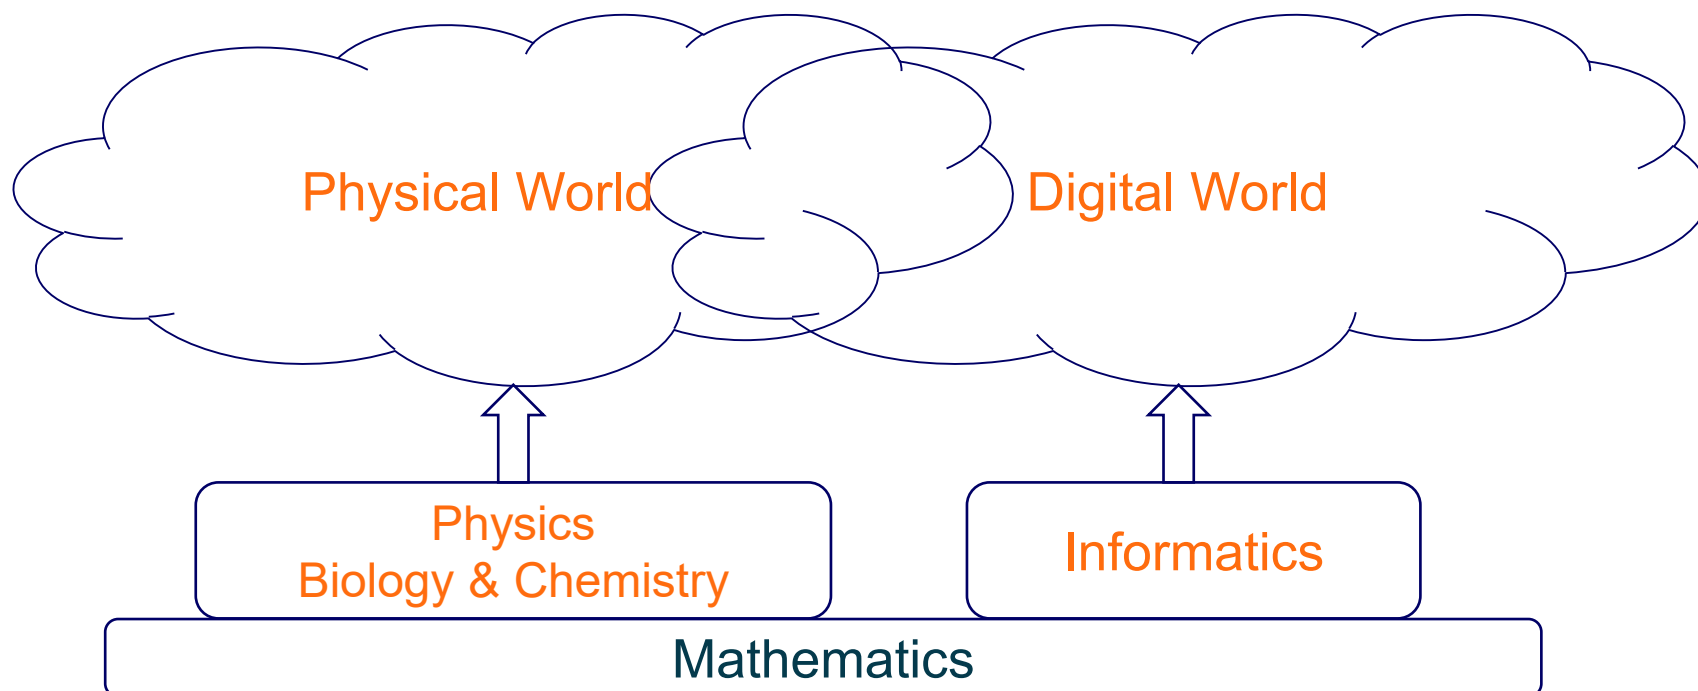 Physical World
Digital World
Physics
Biology & Chemistry
Informatics
Mathematics